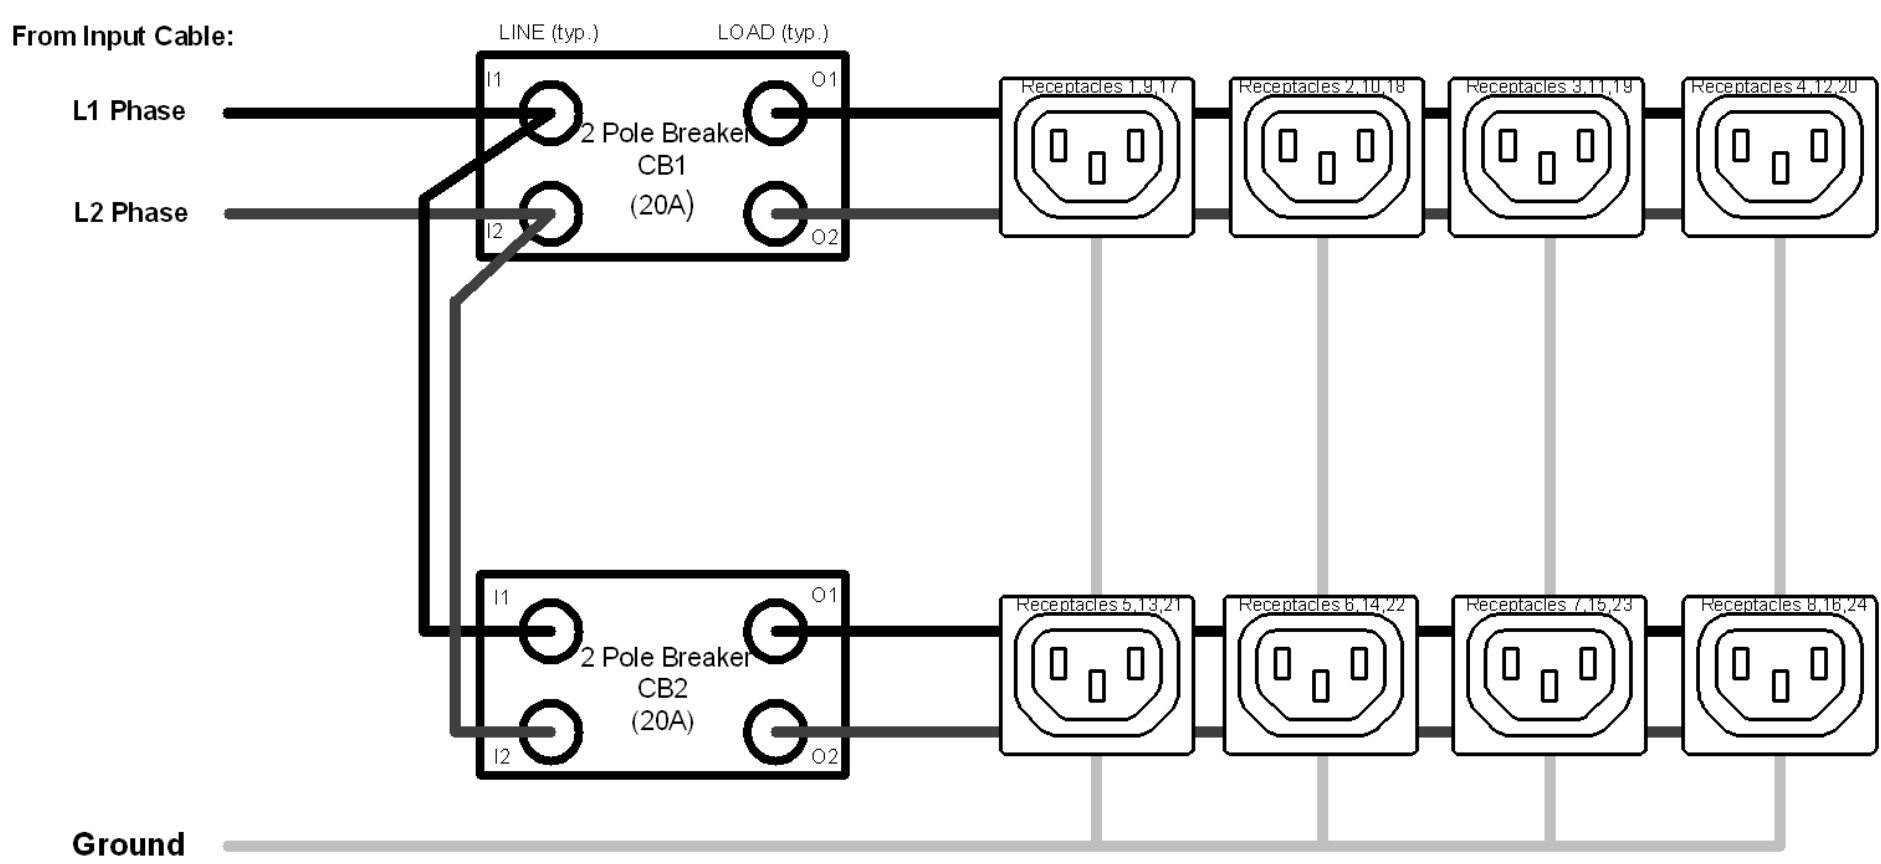 From Input Cable:
LINE (typ.)
LOAD (typ.)
L1 Phase
L2 Phase
I1
O1
2 Pole Breaker
CB1
(20A)
I2
O2
Receptacles 1,9,17
Receptacles 2,10,18
Receptacles 3,11,19
Receptacles 4,12,20
I1
O1
2 Pole Breaker
CB2
(20A)
I2
O2
Receptacles 5,13,21
Receptacles 6,14,22
Receptacles 7,15,23
Receptacles 8,16,24
Ground